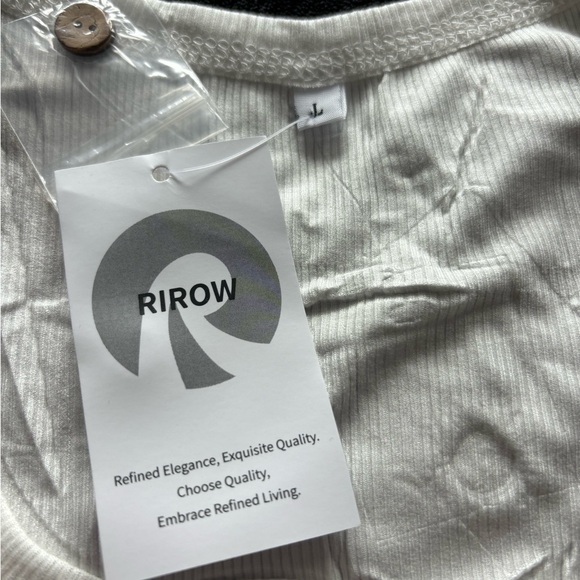 L
RIROW
Refined Elegance, Exquisite Quality.
Choose Quality,
Embrace Refined Living.